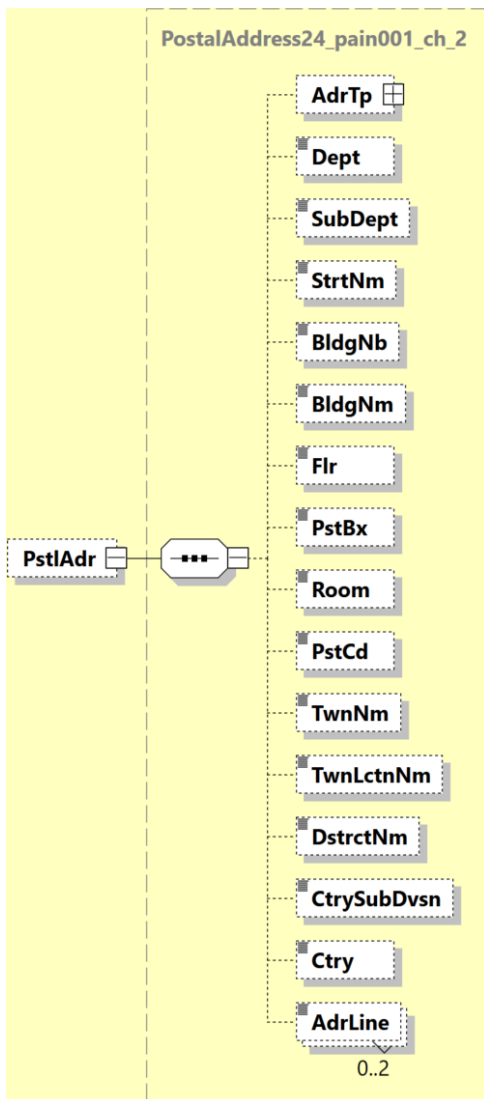 PostalAddress24_pain001_ch_2
AdrTp
Dept
SubDept
StrtNm
BldgNb
BldgNm
Flr
PstBx
PstlAdr
Room
PstCd
TwnNm
TwnLctnNm
DstrctNm
CtrySubDvsn
Ctry
AdrLine
0..2